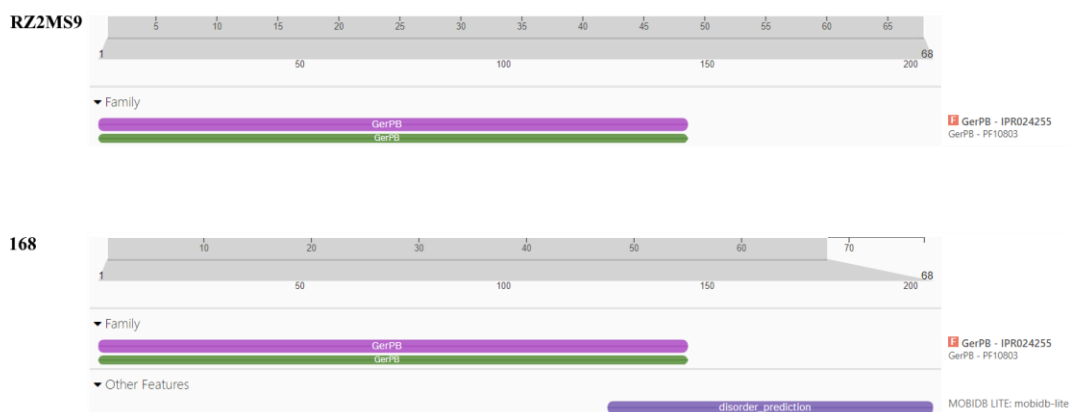 RZ2MS9
5 10 15 20 25 30 35 40 45 50 55 60 65
1 68
50 100 150 200
Family
GerPB
F GerPB - IPR024255
GerPB
GerPB - PF10803
168
10 20 30 40 50 60 70
1 68
50 100 150 200
Family
GerPB
F GerPB - IPR024255
GerPB
GerPB - PF10803
Other Features
disorder_prediction
MOBIDB LITE: mobidb-lite